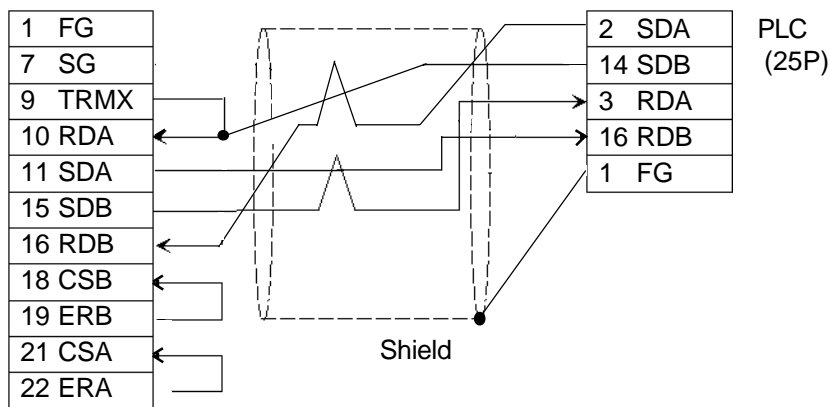 1 FG
7 SG
9 TRMX
10 RDA
11 SDA
15 SDB
16 RDB
18 CSB
19 ERB
21 CSA
22 ERA
Shield
2 SDA
14 SDB
3 RDA
16 RDB
1 FG
PLC
(25P)